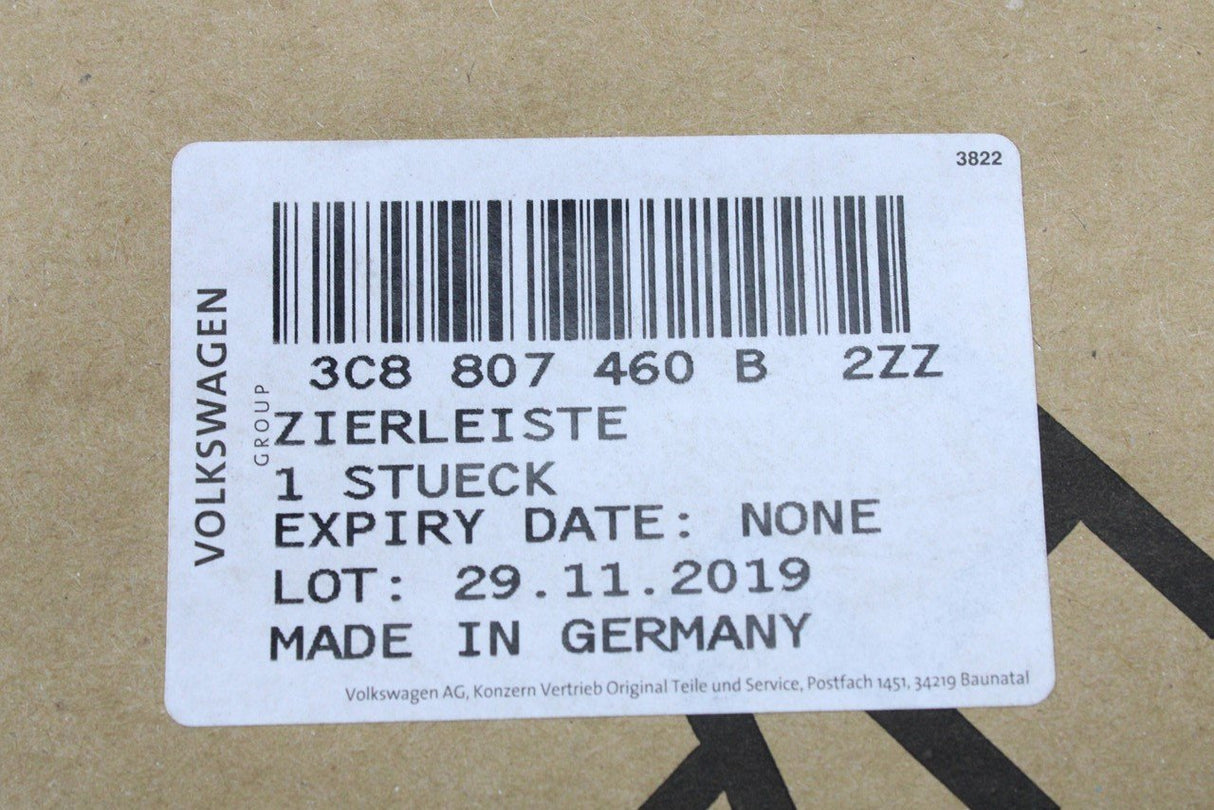 3822
VOLKSWAGEN
GROUP
3C8 807 460 B 2ZZ
ZIERLEISTE
1 STUECK
EXPIRY DATE: NONE
LOT: 29.11.2019
MADE IN GERMANY
Volkswagen AG, Konzern Vertrieb Original Teile und Service, Postfach 1451, 34219 Baunatal